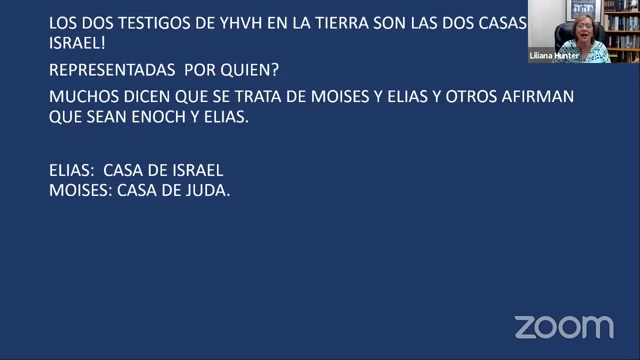 LOS DOS TESTIGOS DE YHVH EN LA TIERRA SON LAS DOS CASAS
ISRAEL!
REPRESENTADAS POR QUIEN?
MUCHOS DICEN QUE SE TRATA DE MOISES Y ELIAS Y OTROS AFIRMAN
QUE SEAN ENOCH Y ELIAS.
ELIAS: CASA DE ISRAEL
MOISES: CASA DE JUDA.
Liliana Hunter
zoom